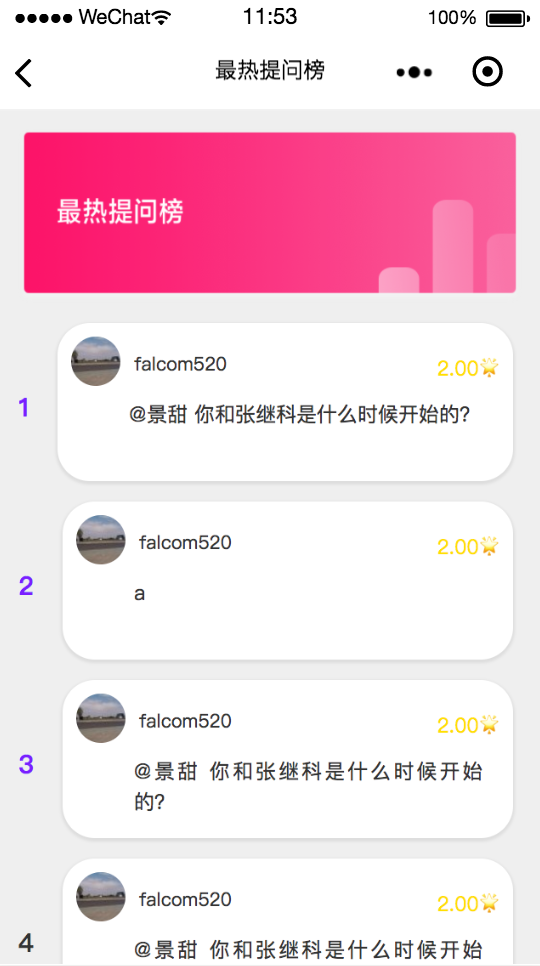 ●●●●● WeChat 11:53 100%
最热提问榜
最热提问榜
falcom520 2.00
1
@景甜 你和张继科是什么时候开始的?
falcom520 2.00
2
a
falcom520 2.00
3
@景甜 你和张继科是什么时候开始
的?
falcom520 2.00
4
@景甜 你和张继科是什么时候开始